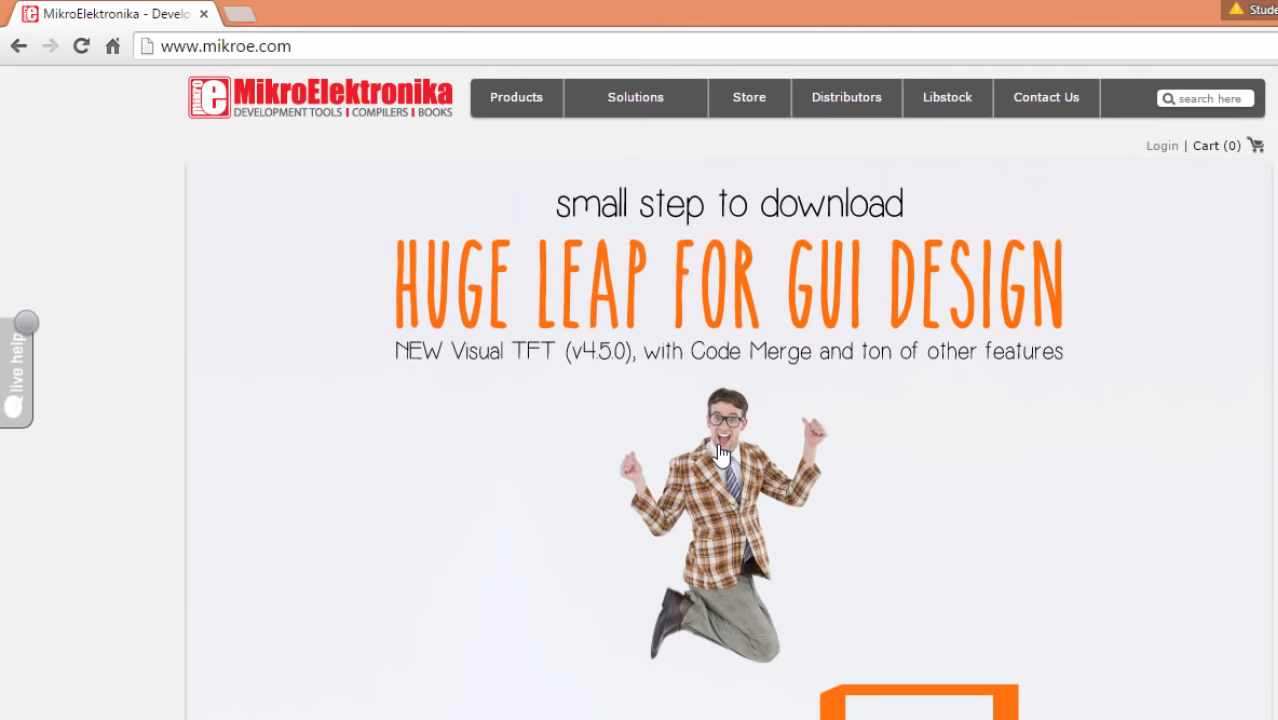 MikroElektronika - Develo
Stude
www.mikroe.com
MikroElektronika
DEVELOPMENT TOOLS | COMPILERS | BOOKS
Products
Solutions
Store
Distributors
Libstock
Contact Us
search here
Login | Cart (0)
small step to download
HUGE LEAP FOR GUI DESIGN
NEW Visual TFT (v4.5.0), with Code Merge and ton of other features
live help